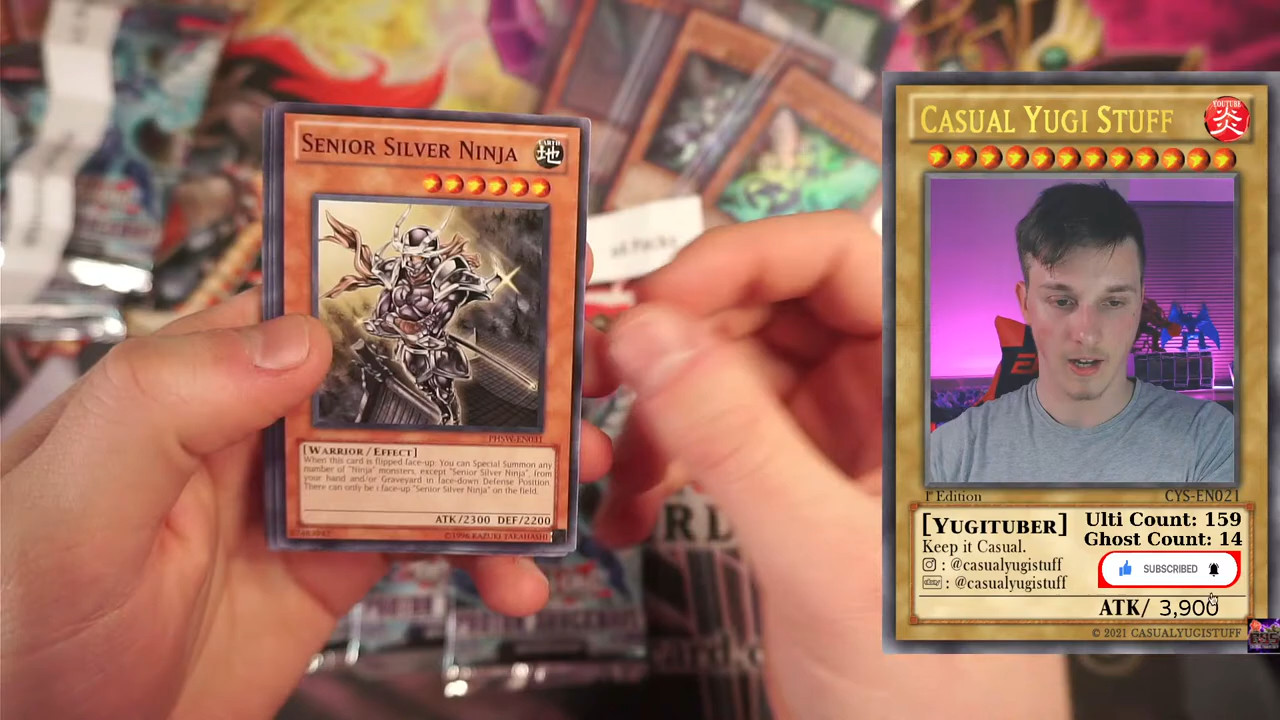 SENIOR SILVER NINJA
EARTH
地
PHSW-EN031
[WARRIOR/EFFECT]
When this card is flipped face-up: You can Special Summon any
number of "Ninja" monsters, except "Senior Silver Ninja", from
your hand and/or Graveyard in face-down Defense Position
There can only be 1 face-up "Senior Silver Ninja" on the field.
ATK/2300 DEF/2200
©1996 KAZUKI TAKAHASHI
x8 Packs
CASUAL YUGI STUFF
YOUTUBE
炎
1st Edition
CYS-EN021
[YUGITUBER]
Keep it Casual.
: @casualyugistuff
ebay : @casualyugistuff
Ulti Count: 159
Ghost Count: 14
SUBSCRIBED
ATK/ 3,900
© 2021 CASUALYUGISTUFF